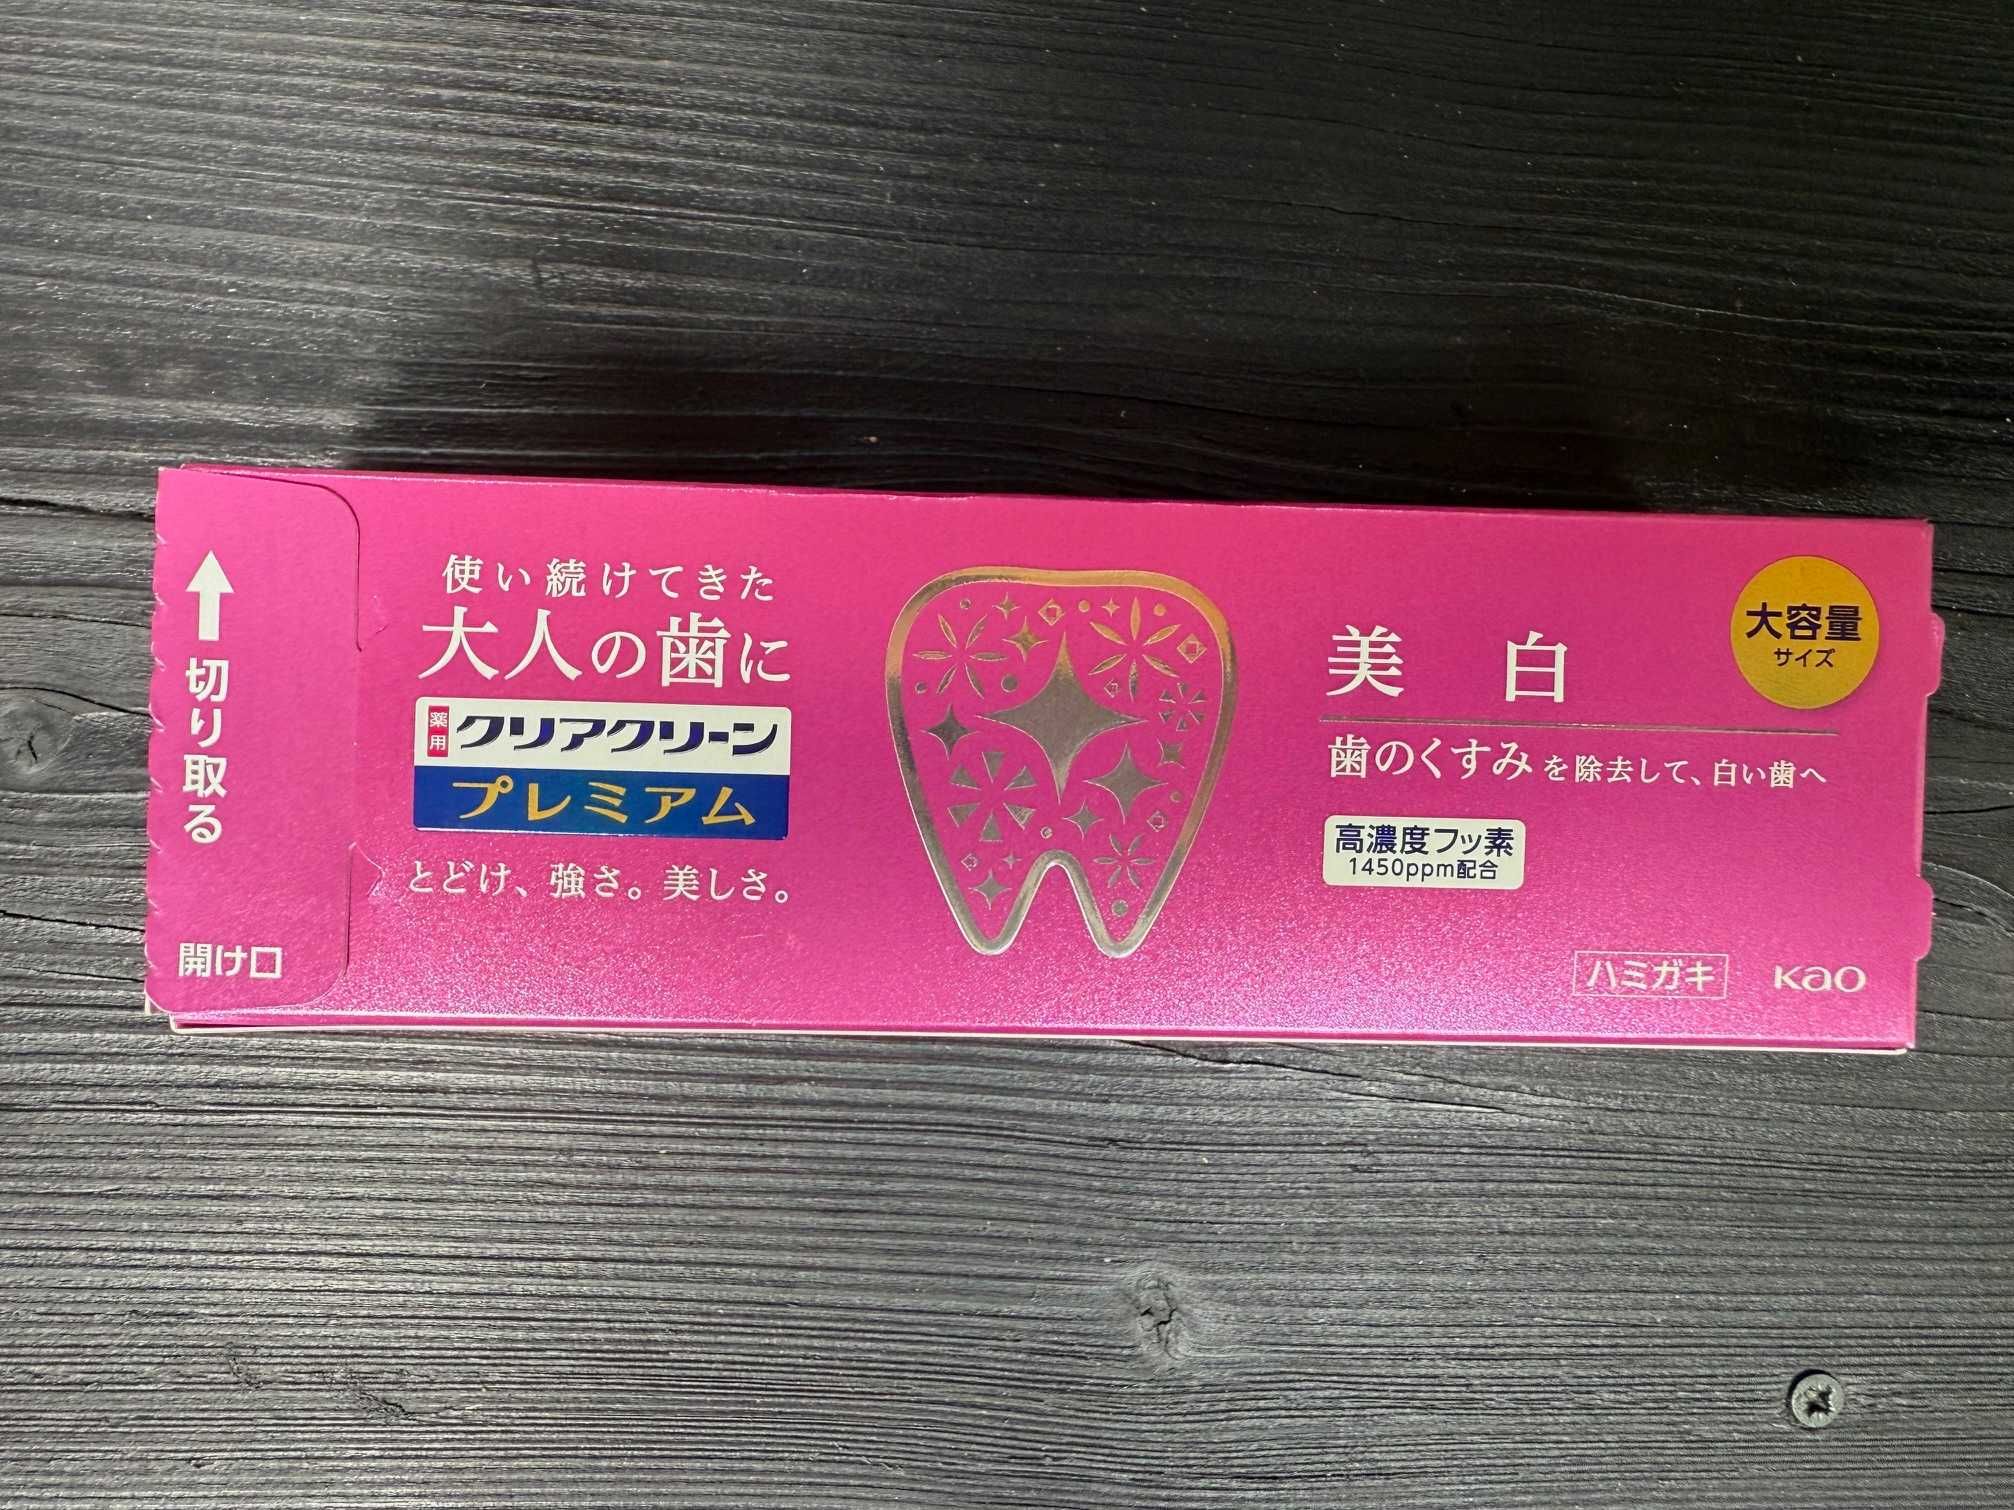 切り取る
開け口
使い続けてきた
大人の歯に
薬用
クリアクリーン
プレミアム
とどけ、強さ。美しさ。
美白
歯のくすみを除去して、白い歯へ
高濃度フッ素
1450ppm配合
大容量
サイズ
ハミガキ
Kao